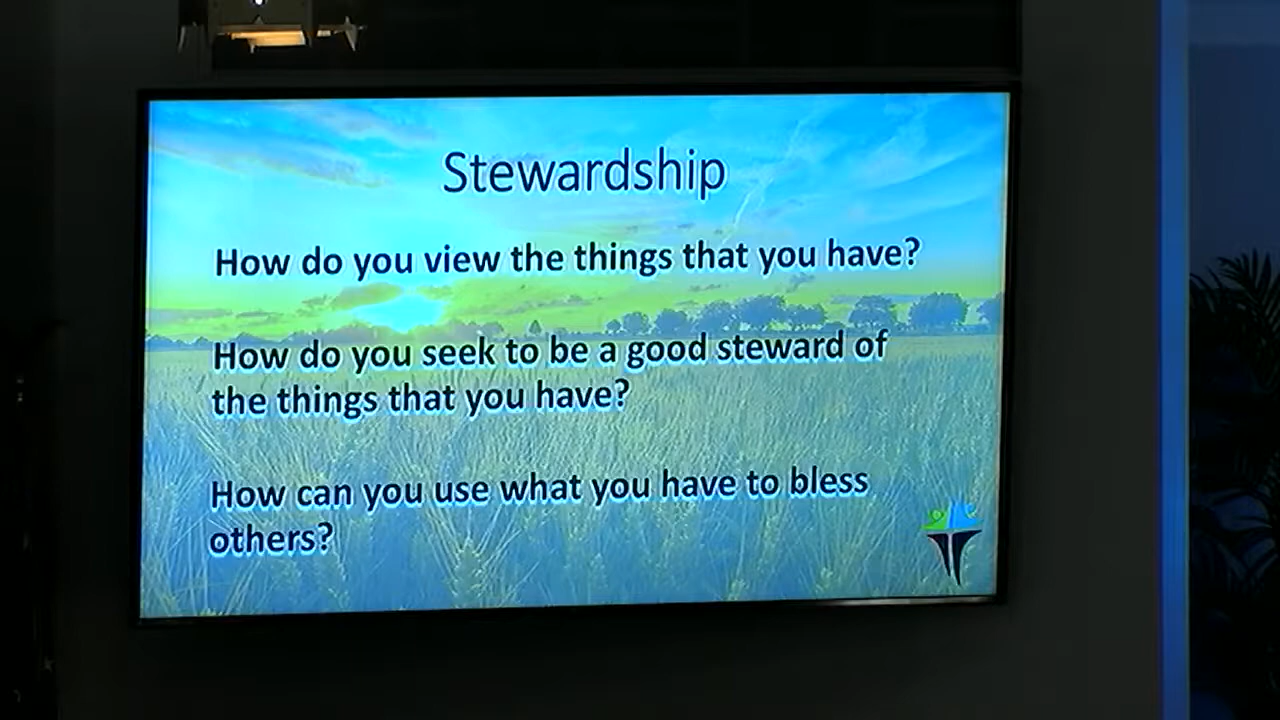 Stewardship
How do you view the things that you have?
How do you seek to be a good steward of
the things that you have?
How can you use what you have to bless
others?